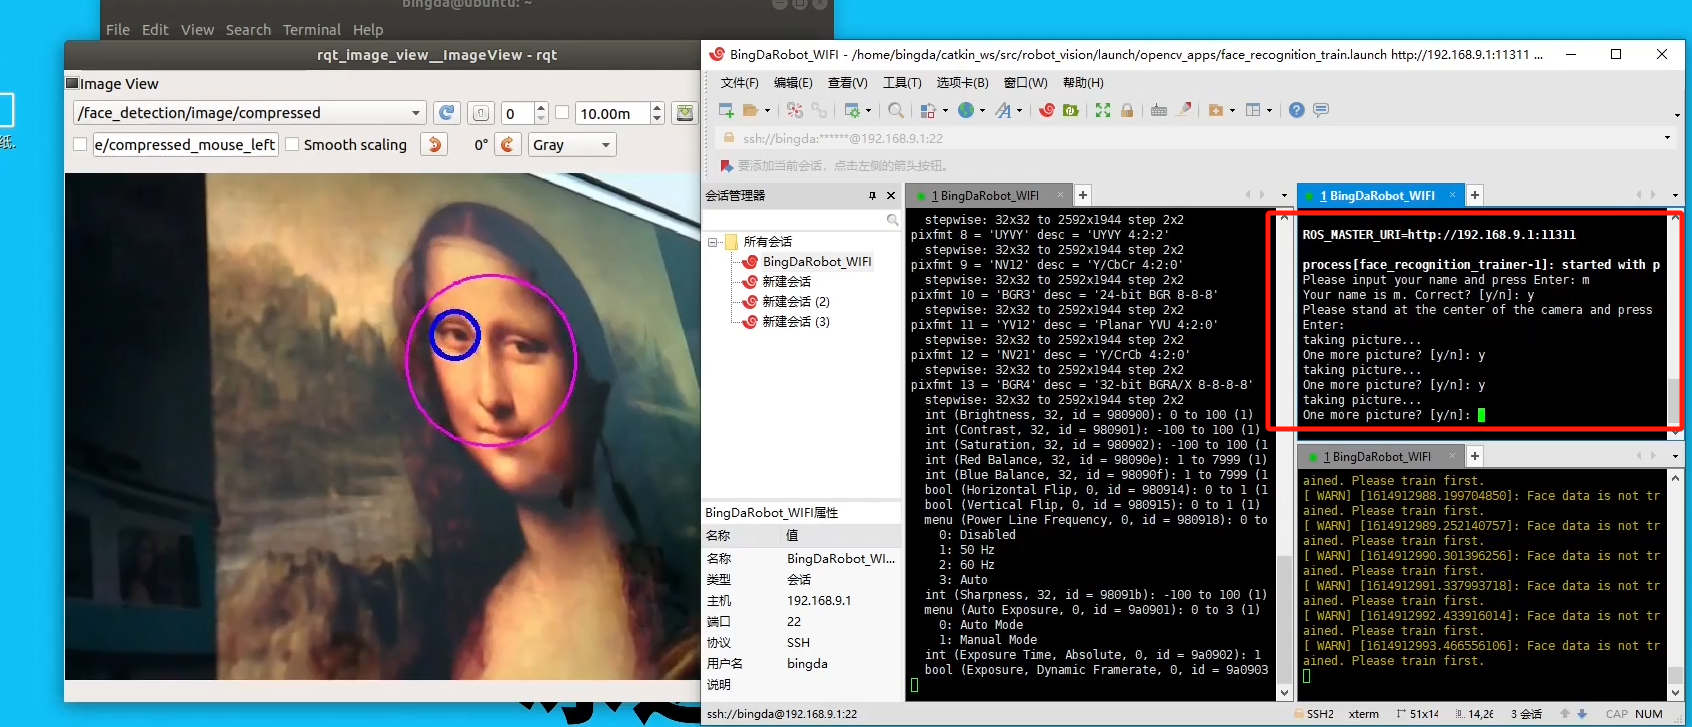 bingda@ubuntu: ~
File Edit View Search Terminal Help
rqt_image_view__ImageView - rqt
Image View
/face_detection/image/compressed
0
10.00m
e/compressed_mouse_left
Smooth scaling
0°
Gray
纸.
BingDaRobot_WIFI - /home/bingda/catkin_ws/src/robot_vision/launch/opencv_apps/face_recognition_train.launch http://192.168.9.1:11311 ...
文件(F) 编辑(E) 查看(V) 工具(T) 选项卡(B) 窗口(W) 帮助(H)
ssh://bingda:******@192.168.9.1:22
要添加当前会话，点击左侧的箭头按钮。
会话管理器
所有会话
BingDaRobot_WIFI
新建会话
新建会话 (2)
新建会话 (3)
BingDaRobot_WIFI属性
名称 值
名称 BingDaRobot_WI...
类型 会话
主机 192.168.9.1
端口 22
协议 SSH
用户名 bingda
说明
1 BingDaRobot_WIFI
stepwise: 32x32 to 2592x1944 step 2x2
pixfmt 8 = 'UYVY' desc = 'UYVY 4:2:2'
stepwise: 32x32 to 2592x1944 step 2x2
pixfmt 9 = 'NV12' desc = 'Y/CbCr 4:2:0'
stepwise: 32x32 to 2592x1944 step 2x2
pixfmt 10 = 'BGR3' desc = '24-bit BGR 8-8-8'
stepwise: 32x32 to 2592x1944 step 2x2
pixfmt 11 = 'YV12' desc = 'Planar YVU 4:2:0'
stepwise: 32x32 to 2592x1944 step 2x2
pixfmt 12 = 'NV21' desc = 'Y/CrCb 4:2:0'
stepwise: 32x32 to 2592x1944 step 2x2
pixfmt 13 = 'BGR4' desc = '32-bit BGRA/X 8-8-8-8'
stepwise: 32x32 to 2592x1944 step 2x2
int (Brightness, 32, id = 980900): 0 to 100 (1)
int (Contrast, 32, id = 980901): -100 to 100 (1)
int (Saturation, 32, id = 980902): -100 to 100 (1
int (Red Balance, 32, id = 98090e): 1 to 7999 (1)
int (Blue Balance, 32, id = 98090f): 1 to 7999 (1
bool (Horizontal Flip, 0, id = 980914): 0 to 1 (1
bool (Vertical Flip, 0, id = 980915): 0 to 1 (1)
menu (Power Line Frequency, 0, id = 980918): 0 to
0: Disabled
1: 50 Hz
2: 60 Hz
3: Auto
int (Sharpness, 32, id = 98091b): -100 to 100 (1)
menu (Auto Exposure, 0, id = 9a0901): 0 to 3 (1)
0: Auto Mode
1: Manual Mode
int (Exposure Time, Absolute, 0, id = 9a0902): 1
bool (Exposure, Dynamic Framerate, 0, id = 9a0903
1 BingDaRobot_WIFI
ROS_MASTER_URI=http://192.168.9.1:11311
process[face_recognition_trainer-1]: started with p
Please input your name and press Enter: m
Your name is m. Correct? [y/n]: y
Please stand at the center of the camera and press
Enter:
taking picture...
One more picture? [y/n]: y
taking picture...
One more picture? [y/n]: y
taking picture...
One more picture? [y/n]:
1 BingDaRobot_WIFI
ained. Please train first.
[ WARN] [1614912988.199704850]: Face data is not tr
ained. Please train first.
[ WARN] [1614912989.252140757]: Face data is not tr
ained. Please train first.
[ WARN] [1614912990.301396256]: Face data is not tr
ained. Please train first.
[ WARN] [1614912991.337993718]: Face data is not tr
ained. Please train first.
[ WARN] [1614912992.433916014]: Face data is not tr
ained. Please train first.
[ WARN] [1614912993.466556106]: Face data is not tr
ained. Please train first.
ssh://bingda@192.168.9.1:22
SSH2 xterm 51x14 14,26 3 会话 CAP NUM